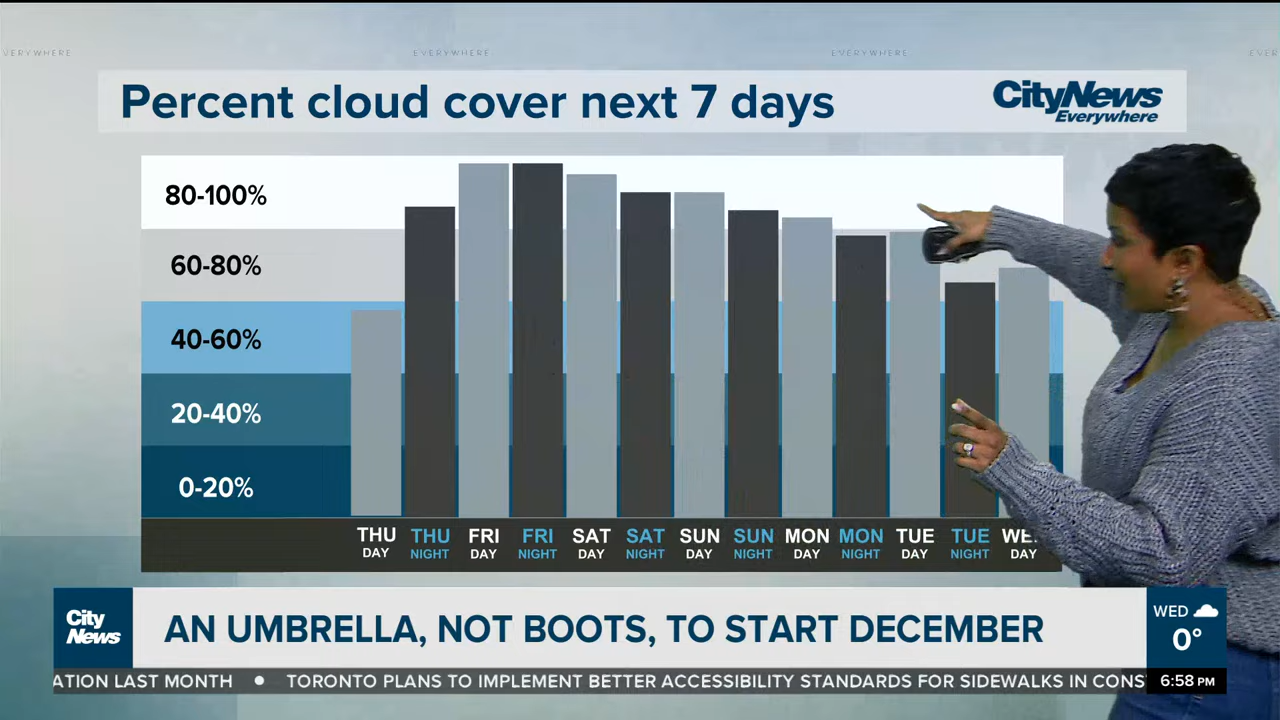 EVERYWHERE
EVERYWHERE
Percent cloud cover next 7 days
CityNews
Everywhere
80-100%
60-80%
40-60%
20-40%
0-20%
THU THU FRI FRI SAT SAT SUN SUN MON MON TUE TUE
DAY NIGHT DAY NIGHT DAY NIGHT DAY NIGHT DAY NIGHT DAY NIGHT DAY
City
News
AN UMBRELLA, NOT BOOTS, TO START DECEMBER
WED
0°
ATION LAST MONTH • TORONTO PLANS TO IMPLEMENT BETTER ACCESSIBILITY STANDARDS FOR SIDEWALKS IN CONS
6:58 PM